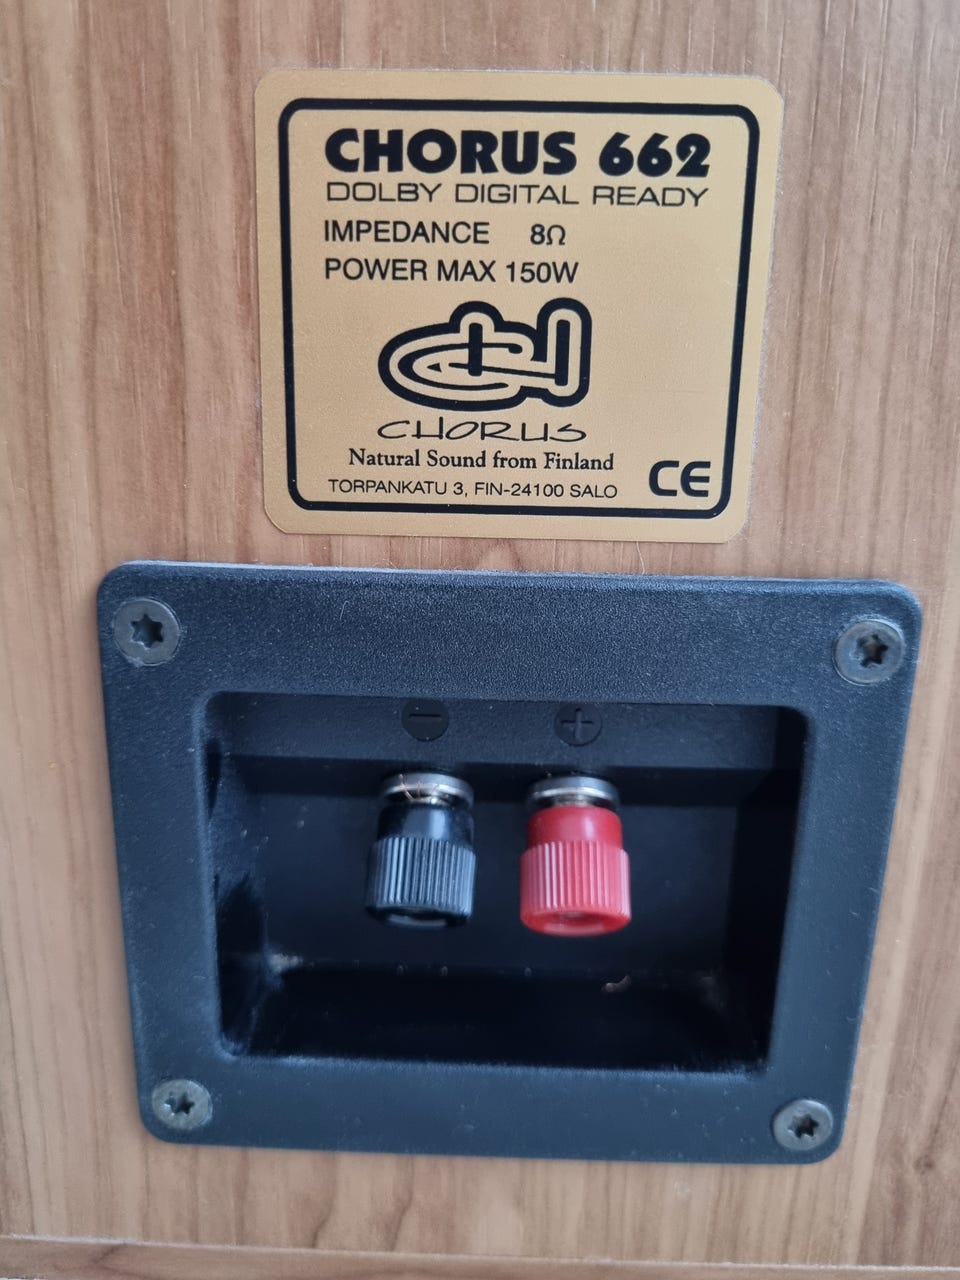 CHORUS 662
DOLBY DIGITAL READY
IMPEDANCE 8Ω
POWER MAX 150W
CHORUS
Natural Sound from Finland
TORPANKATU 3, FIN-24100 SALO
CE
− +